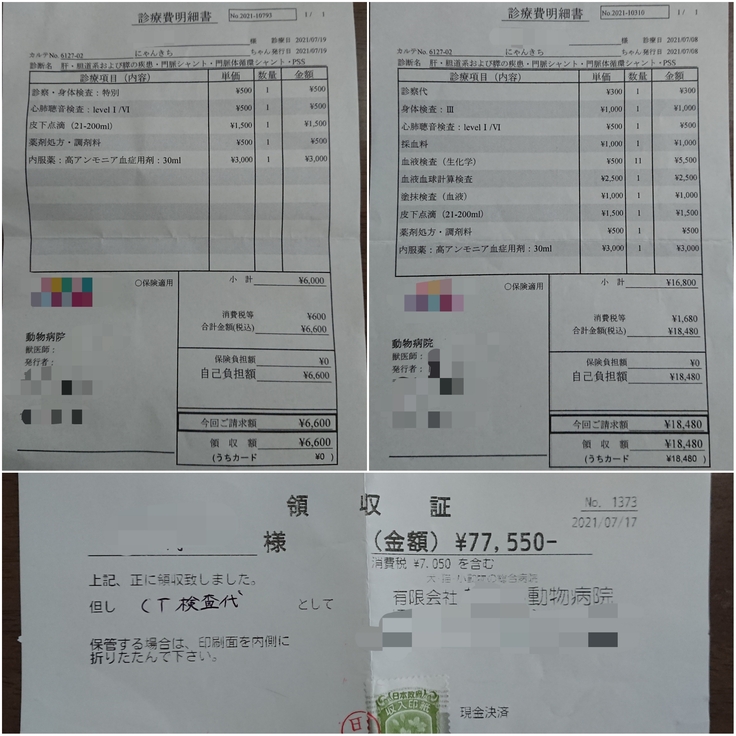 診療費明細書
No.2021-10793
1/ 1
様 診療日 2021/07/19
カルテNo.6127-02 にゃんきち ちゃん 発行日 2021/07/19
診断名 肝・胆道系および膵の疾患・門脈シャント・門脈体循環シャント・PSS
診療項目（内容） 単価 数量 金額
診察・身体検査：特別 ¥500 1 ¥500
心肺聴音検査：level I/VI ¥500 1 ¥500
皮下点滴（21-200ml） ¥1,500 1 ¥1,500
薬剤処方・調剤料 ¥500 1 ¥500
内服薬：高アンモニア血症用剤：30ml ¥3,000 1 ¥3,000
○保険適用
小 計 ¥6,000
消費税等 ¥600
合計金額(税込) ¥6,600
動物病院
獣医師：
発行者：
保険負担額 ¥0
自己負担額 ¥6,600
今回ご請求額 ¥6,600
領 収 額 ¥6,600
(うちカード ¥0 )
診療費明細書
No.2021-10310
1/ 1
様 診療日 2021/07/08
カルテNo.6127-02 にゃんきち ちゃん 発行日 2021/07/08
診断名 肝・胆道系および膵の疾患・門脈シャント・門脈体循環シャント・PSS
診療項目（内容） 単価 数量 金額
診察代 ¥300 1 ¥300
身体検査：Ⅲ ¥1,000 1 ¥1,000
心肺聴音検査：level I/VI ¥500 1 ¥500
採血料 ¥1,000 1 ¥1,000
血液検査（生化学） ¥500 11 ¥5,500
血液血球計算検査 ¥2,500 1 ¥2,500
塗抹検査（血液） ¥1,000 1 ¥1,000
皮下点滴（21-200ml） ¥1,500 1 ¥1,500
薬剤処方・調剤料 ¥500 1 ¥500
内服薬：高アンモニア血症用剤：30ml ¥3,000 1 ¥3,000
○保険適用
小 計 ¥16,800
消費税等 ¥1,680
合計金額(税込) ¥18,480
動物病院
獣医師：
発行者：
保険負担額 ¥0
自己負担額 ¥18,480
今回ご請求額 ¥18,480
領 収 額 ¥18,480
(うちカード ¥18,480 )
領 収 証
No. 1373
2021/07/17
様
(金額) ¥77,550-
消費税 ¥7,050 を含む
上記、正に領収致しました。
但し CT検査代 として
有限会社 動物病院
保管する場合は、印刷面を内側に
折りたたんで下さい。
日本政府
収入印紙
日
現金決済